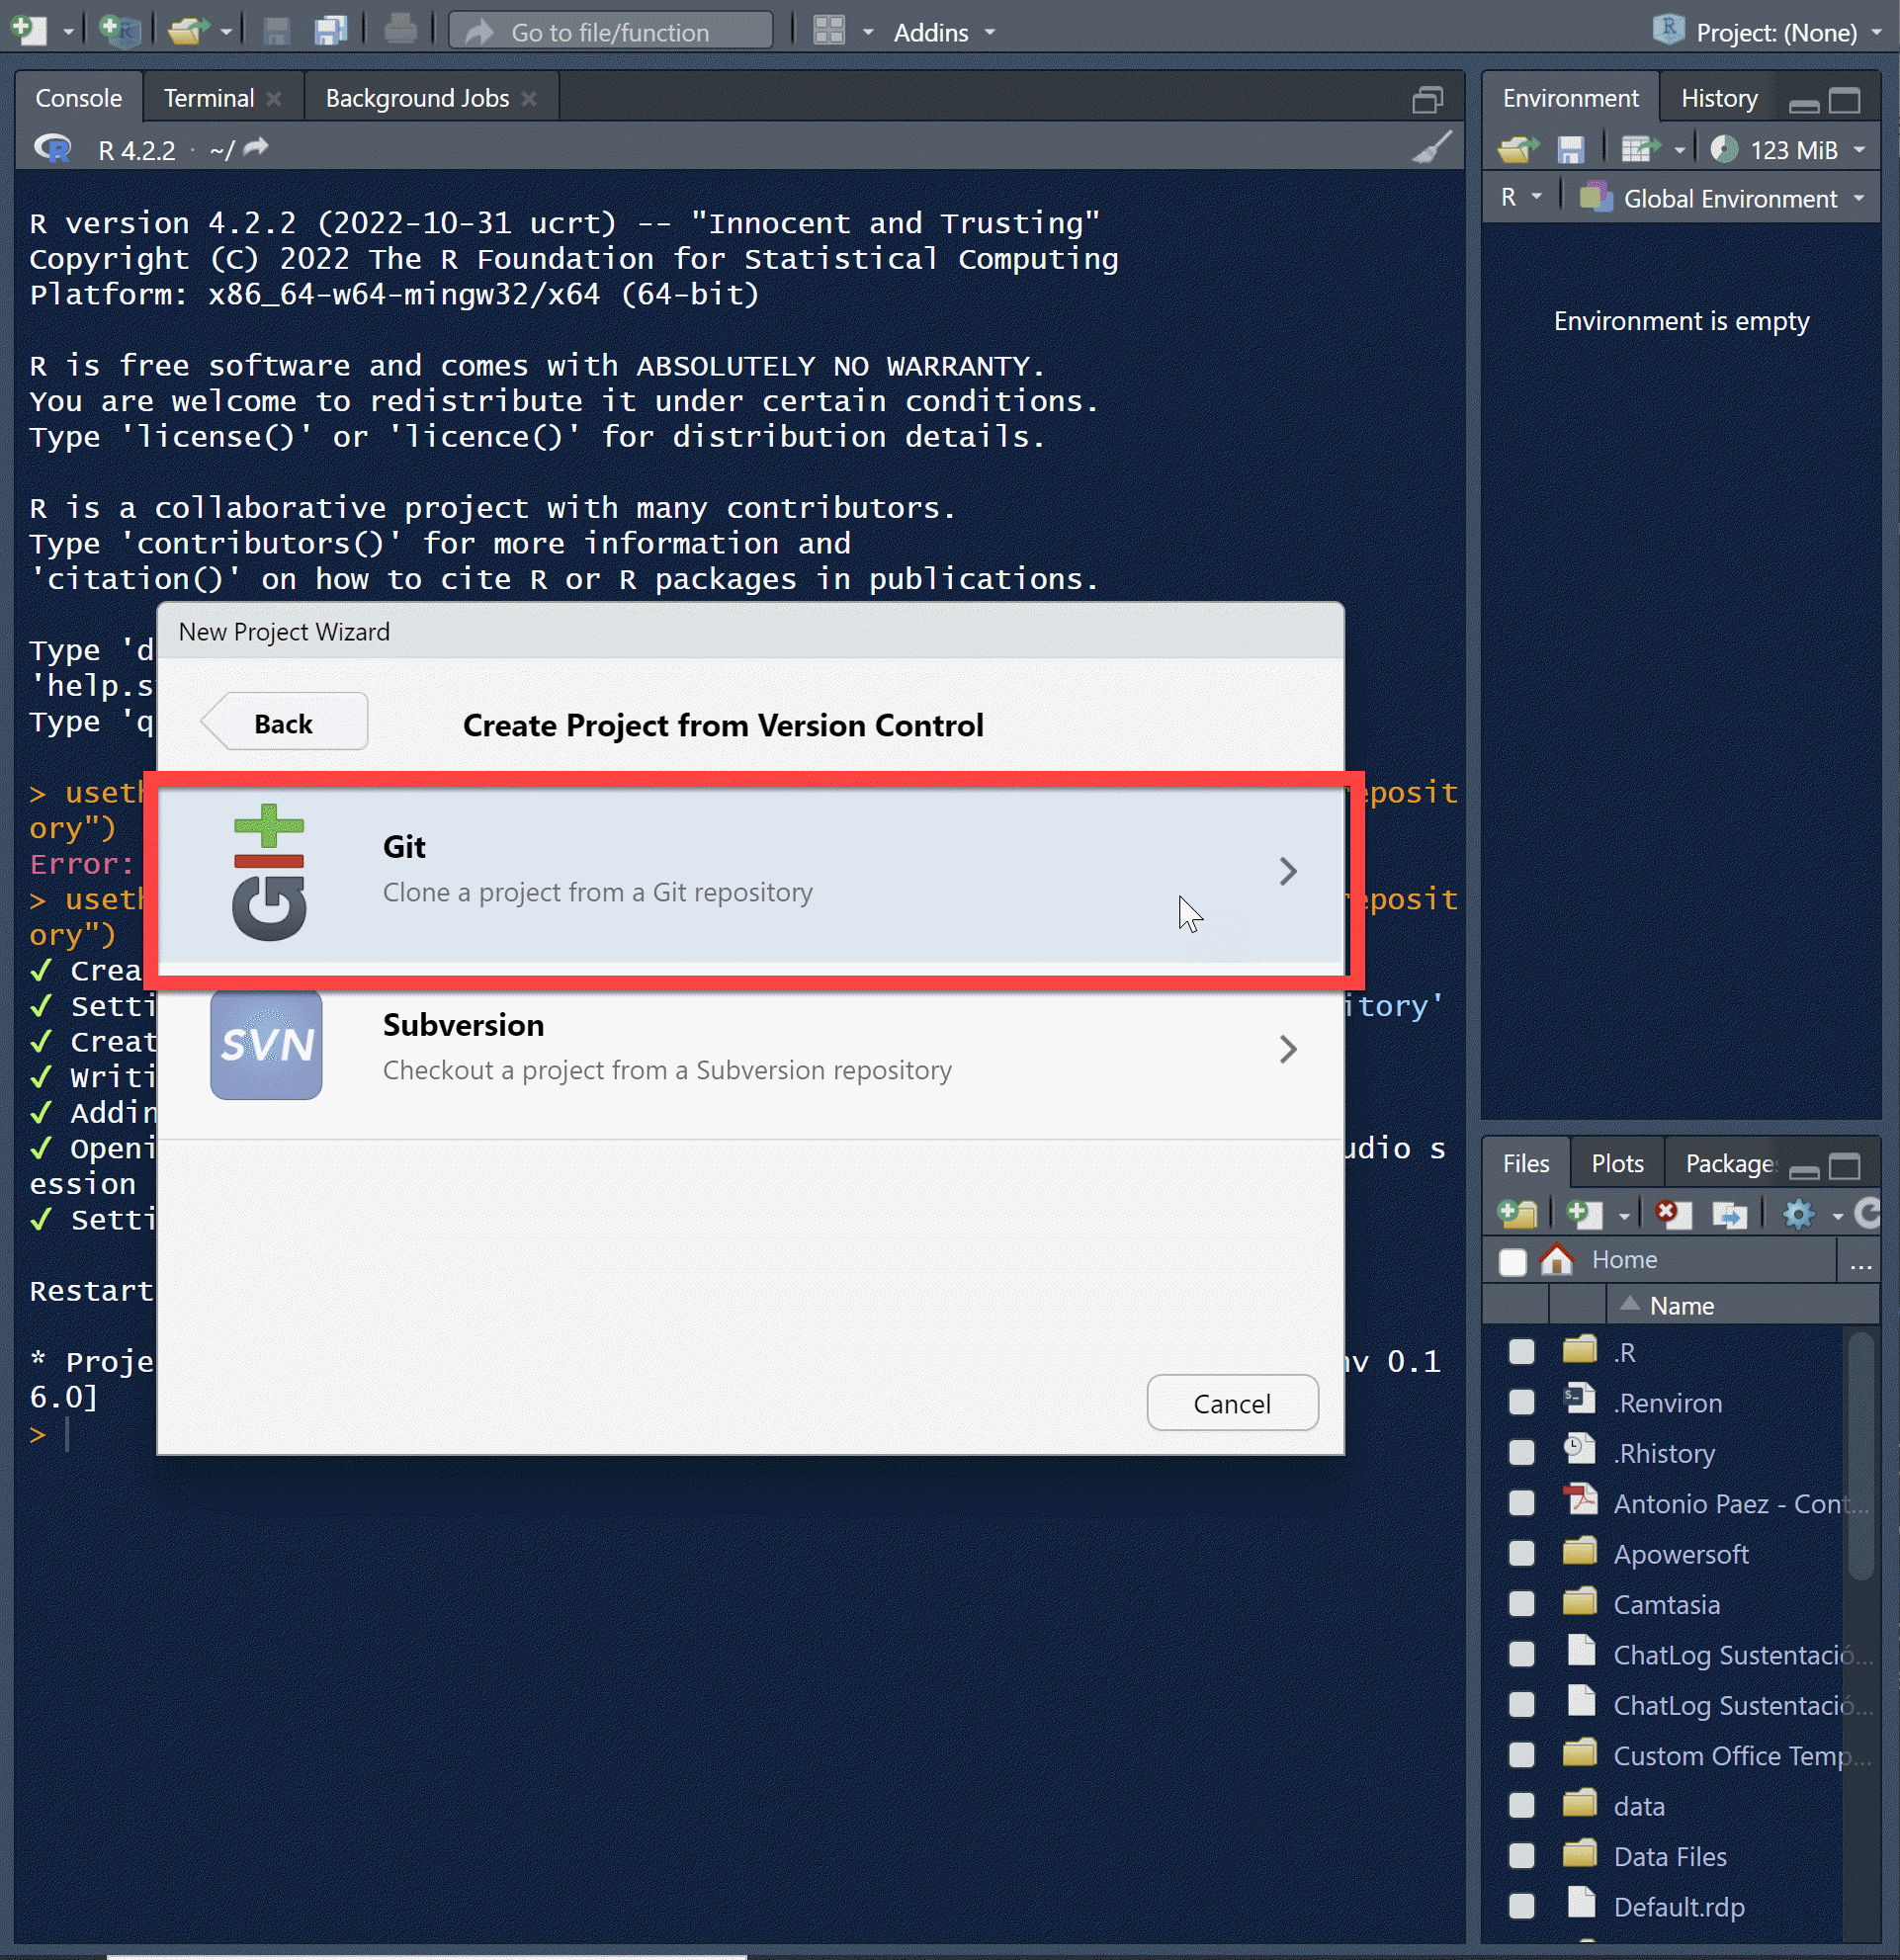 Go to file/function
Addins
Project: (None)
Console
Terminal
Background Jobs
R 4.2.2 · ~/
R version 4.2.2 (2022-10-31 ucrt) -- "Innocent and Trusting"
Copyright (C) 2022 The R Foundation for Statistical Computing
Platform: x86_64-w64-mingw32/x64 (64-bit)
R is free software and comes with ABSOLUTELY NO WARRANTY.
You are welcome to redistribute it under certain conditions.
Type 'license()' or 'licence()' for distribution details.
R is a collaborative project with many contributors.
Type 'contributors()' for more information and
'citation()' on how to cite R or R packages in publications.
Type 'd
'help.s
Type 'q
> useth eposit
ory")
Error:
> useth eposit
ory")
✓ Crea
✓ Setti itory'
✓ Creat
✓ Writi
✓ Addin
✓ Openi udio s
ession
✓ Setti
Restart
* Proje nv 0.1
6.0]
>
New Project Wizard
Back
Create Project from Version Control
Git
Clone a project from a Git repository
SVN
Subversion
Checkout a project from a Subversion repository
Cancel
Environment
History
123 MiB
R
Global Environment
Environment is empty
Files
Plots
Package
Home
...
Name
.R
.Renviron
.Rhistory
Antonio Paez - Cont...
Apowersoft
Camtasia
ChatLog Sustentació...
ChatLog Sustentació...
Custom Office Temp...
data
Data Files
Default.rdp